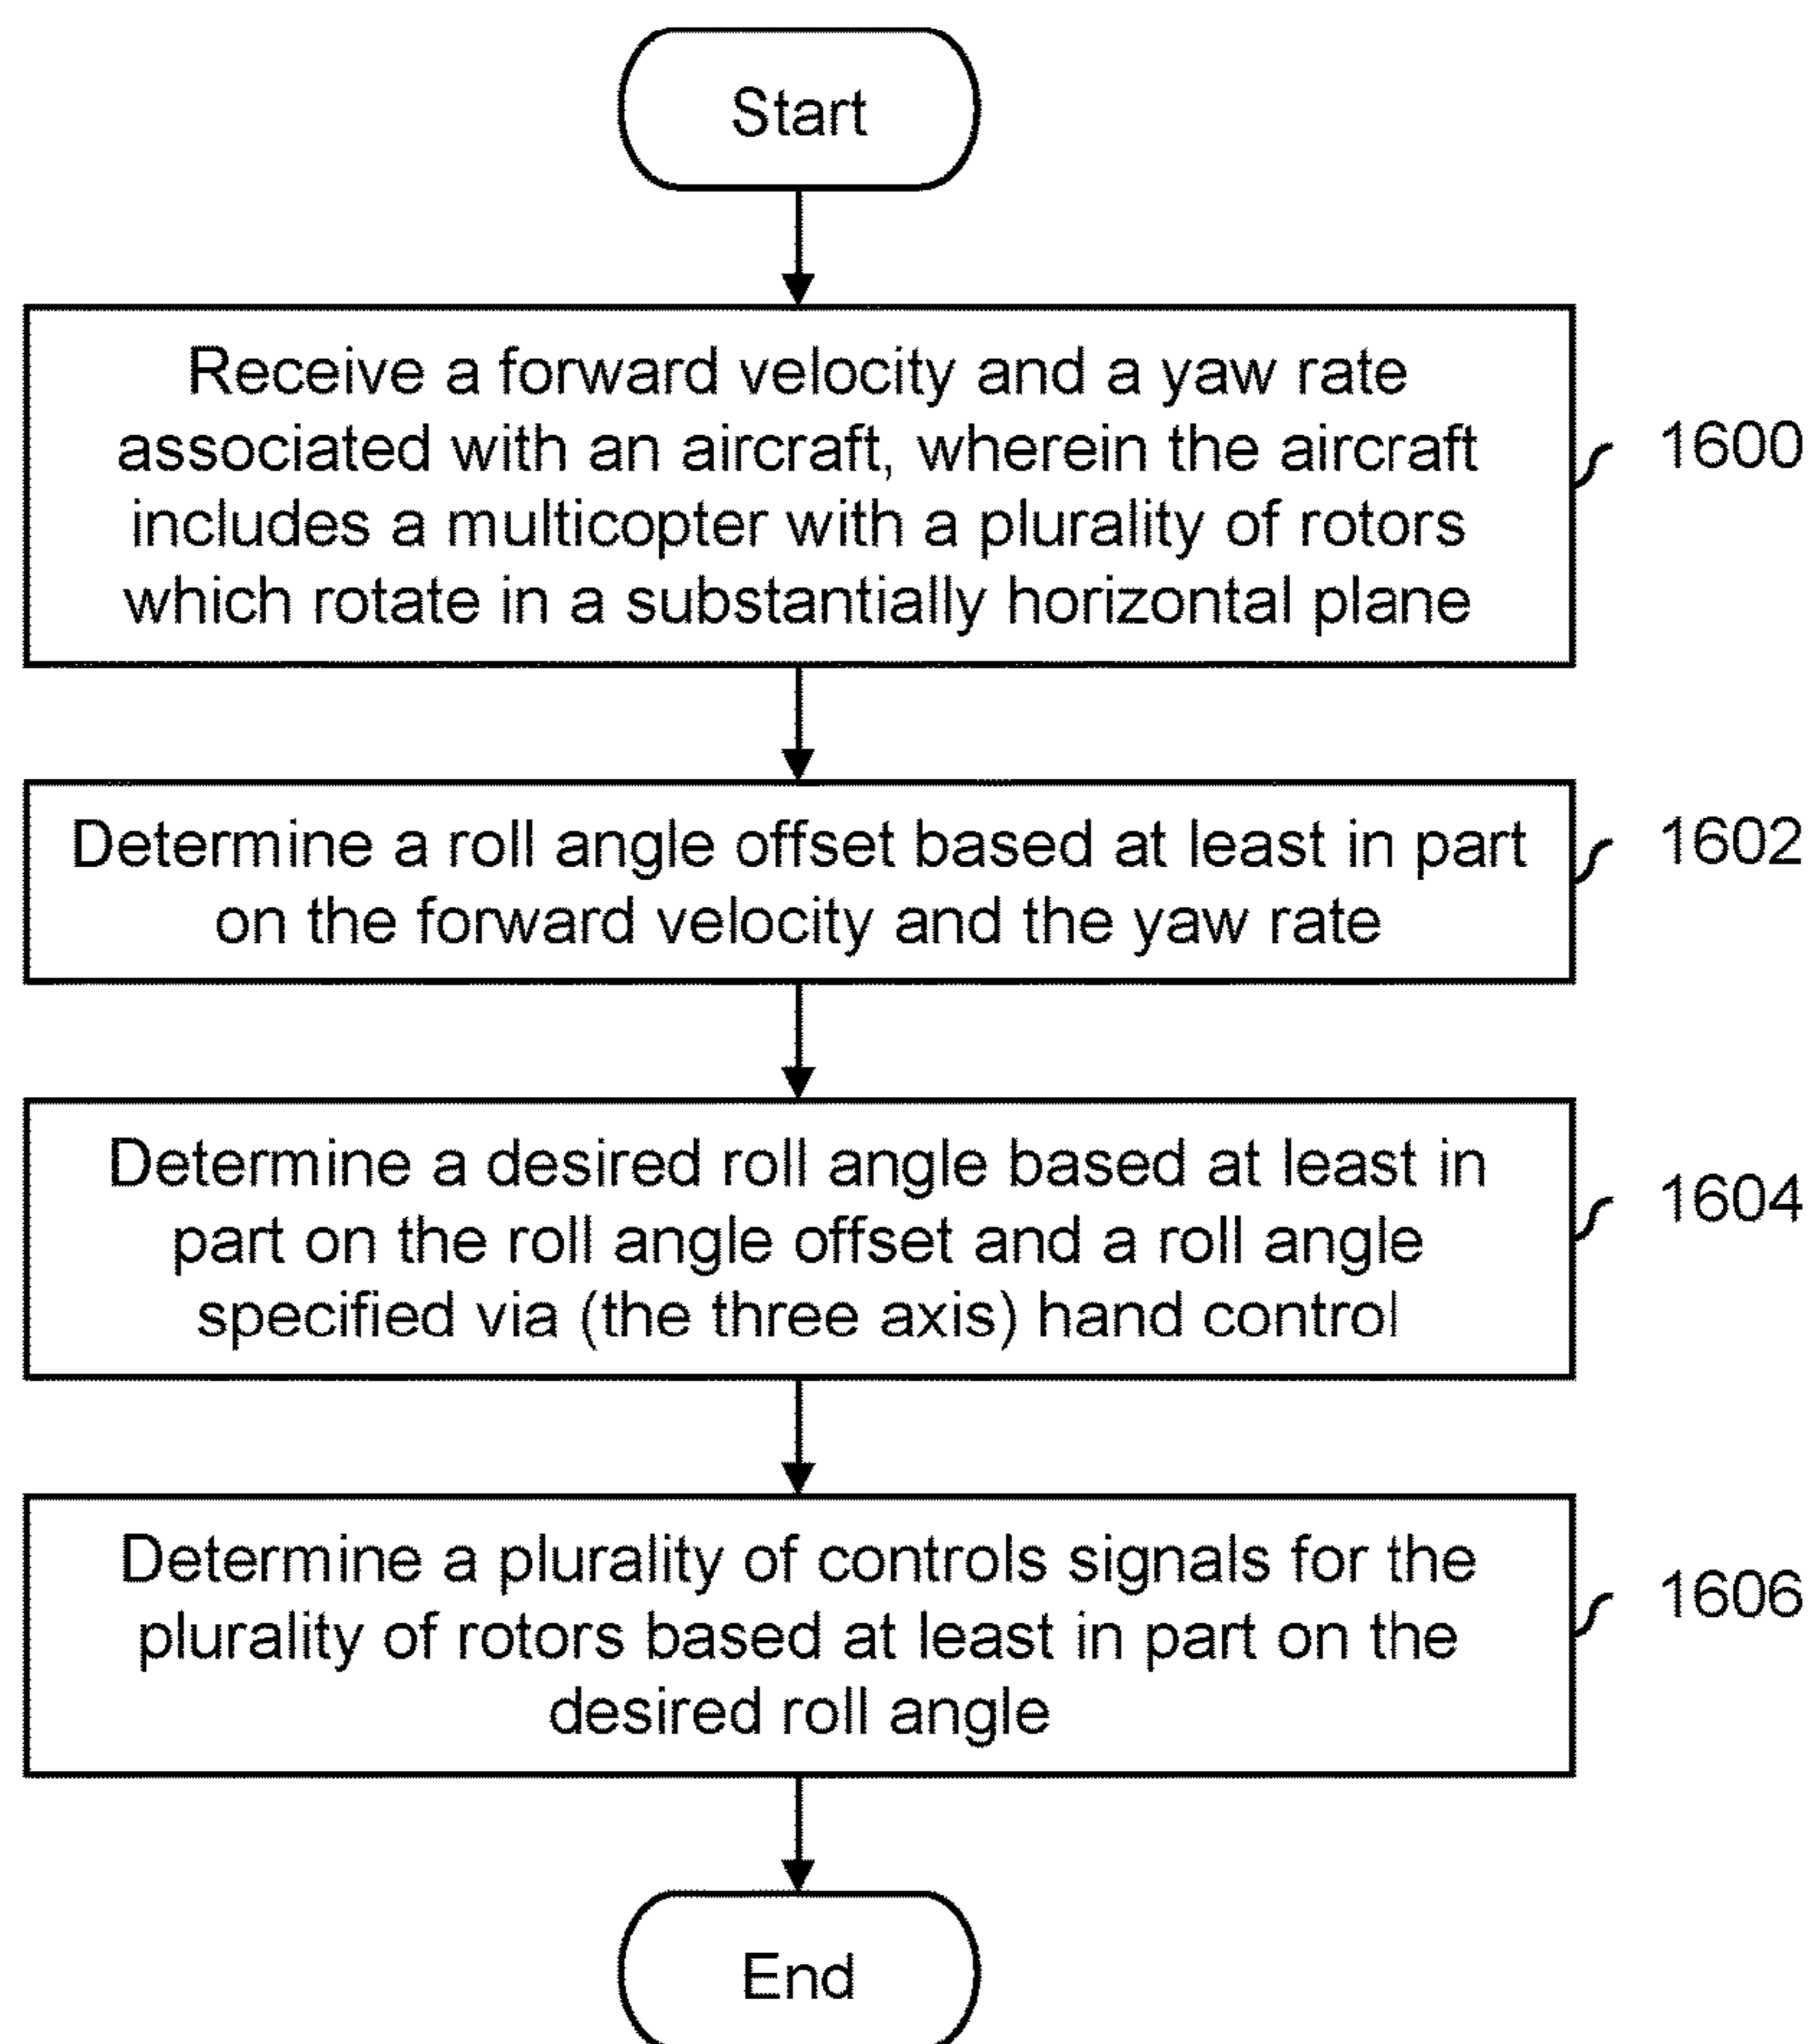 Start
Receive a forward velocity and a yaw rate
associated with an aircraft, wherein the aircraft
includes a multicopter with a plurality of rotors
which rotate in a substantially horizontal plane
1600
Determine a roll angle offset based at least in part
on the forward velocity and the yaw rate
1602
Determine a desired roll angle based at least in
part on the roll angle offset and a roll angle
specified via (the three axis) hand control
1604
Determine a plurality of controls signals for the
plurality of rotors based at least in part on the
desired roll angle
1606
End